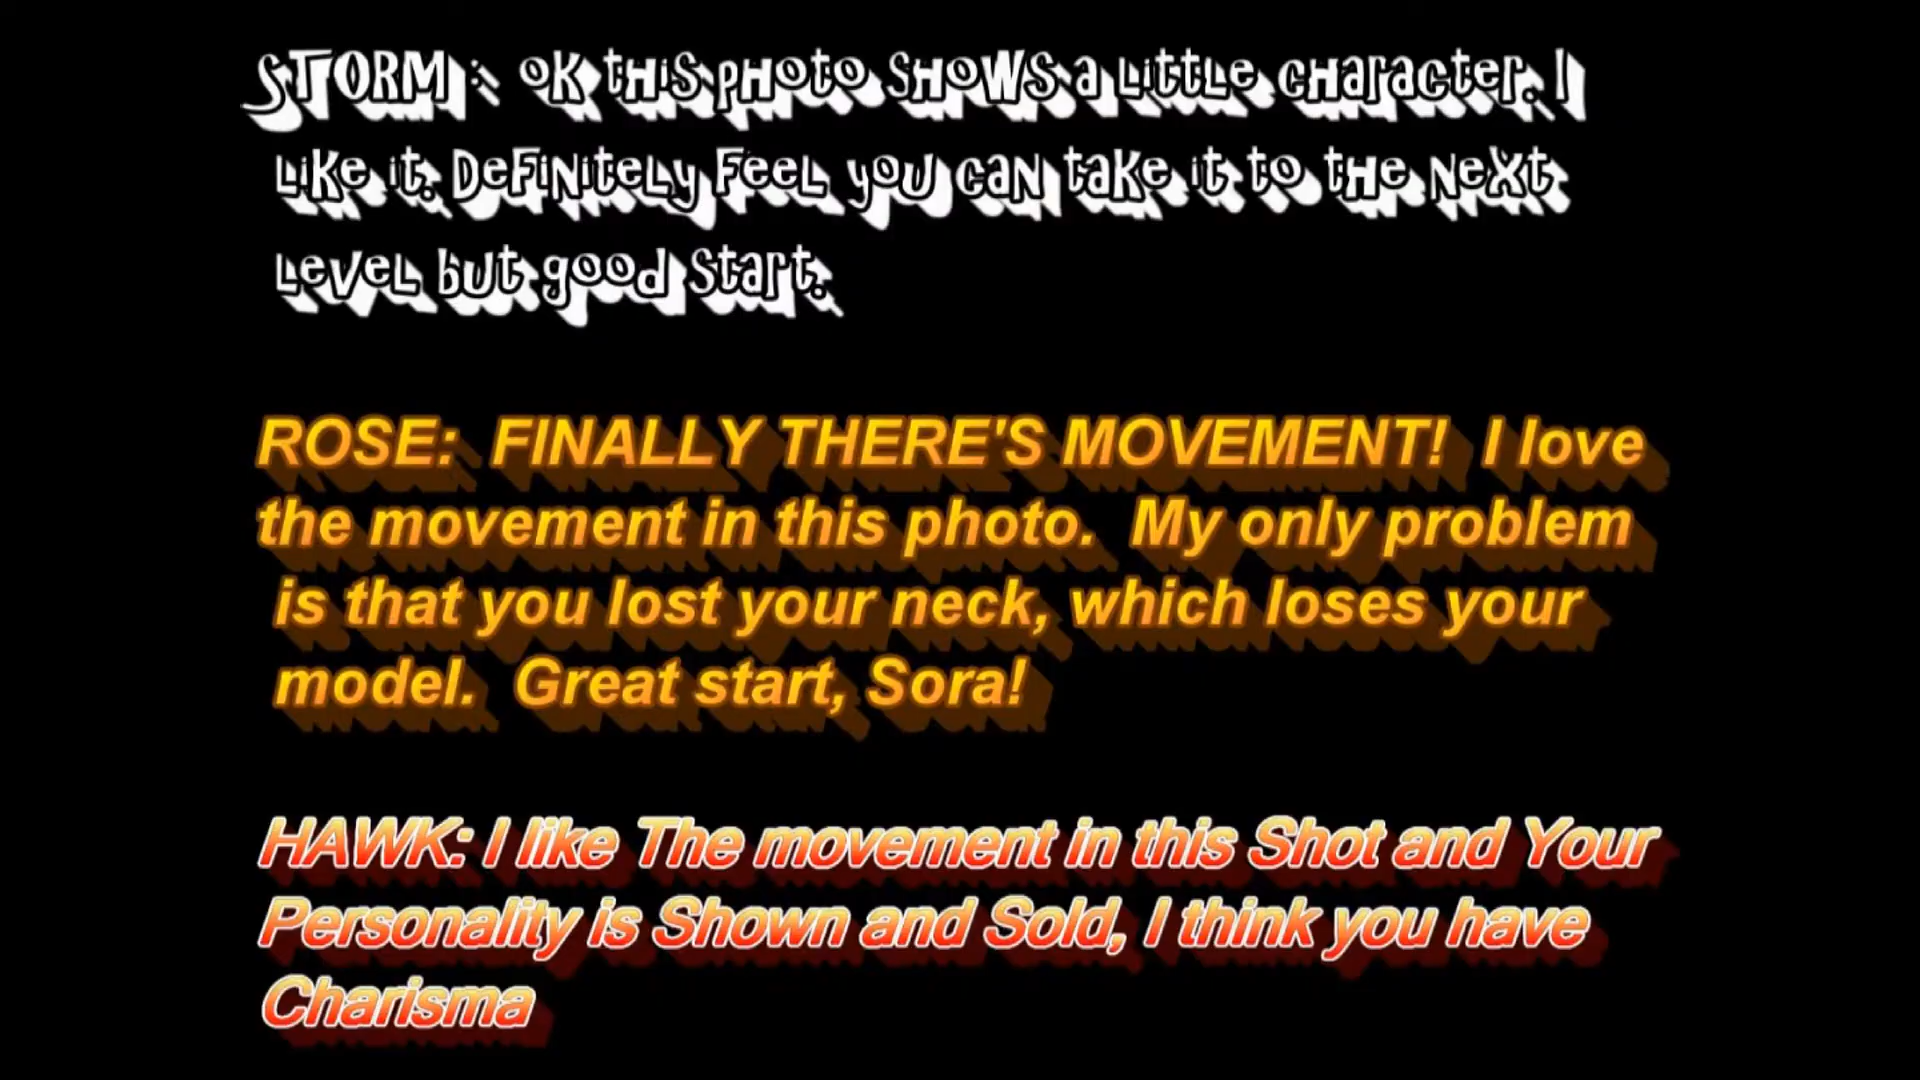 STORM : OK tHiS pHoto SHoWS a Little cHaracter. I
Like it. DeFiNiteLy FeeL you caN take it to tHe NeXt
LeveL but good Start.
ROSE: FINALLY THERE'S MOVEMENT! I love
the movement in this photo. My only problem
is that you lost your neck, which loses your
model. Great start, Sora!
HAWK: I like The movement in this Shot and Your
Personality is Shown and Sold, I think you have
Charisma